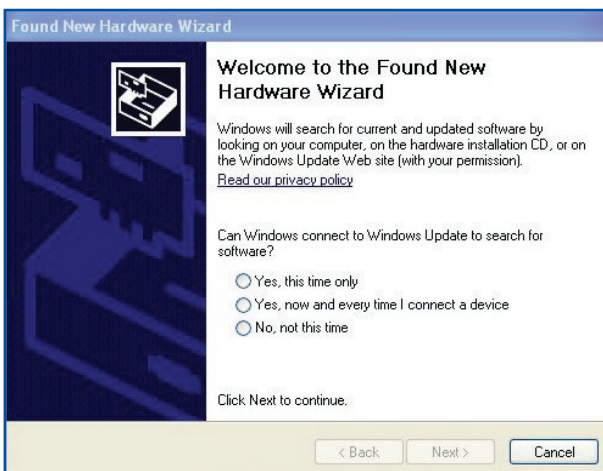 Found New Hardware Wizard
Welcome to the Found New
Hardware Wizard
Windows will search for current and updated software by
looking on your computer, on the hardware installation CD, or on
the Windows Update Web site (with your permission).
Read our privacy policy
Can Windows connect to Windows Update to search for
software?
Yes, this time only
Yes, now and every time I connect a device
No, not this time
Click Next to continue.
< Back Next > Cancel